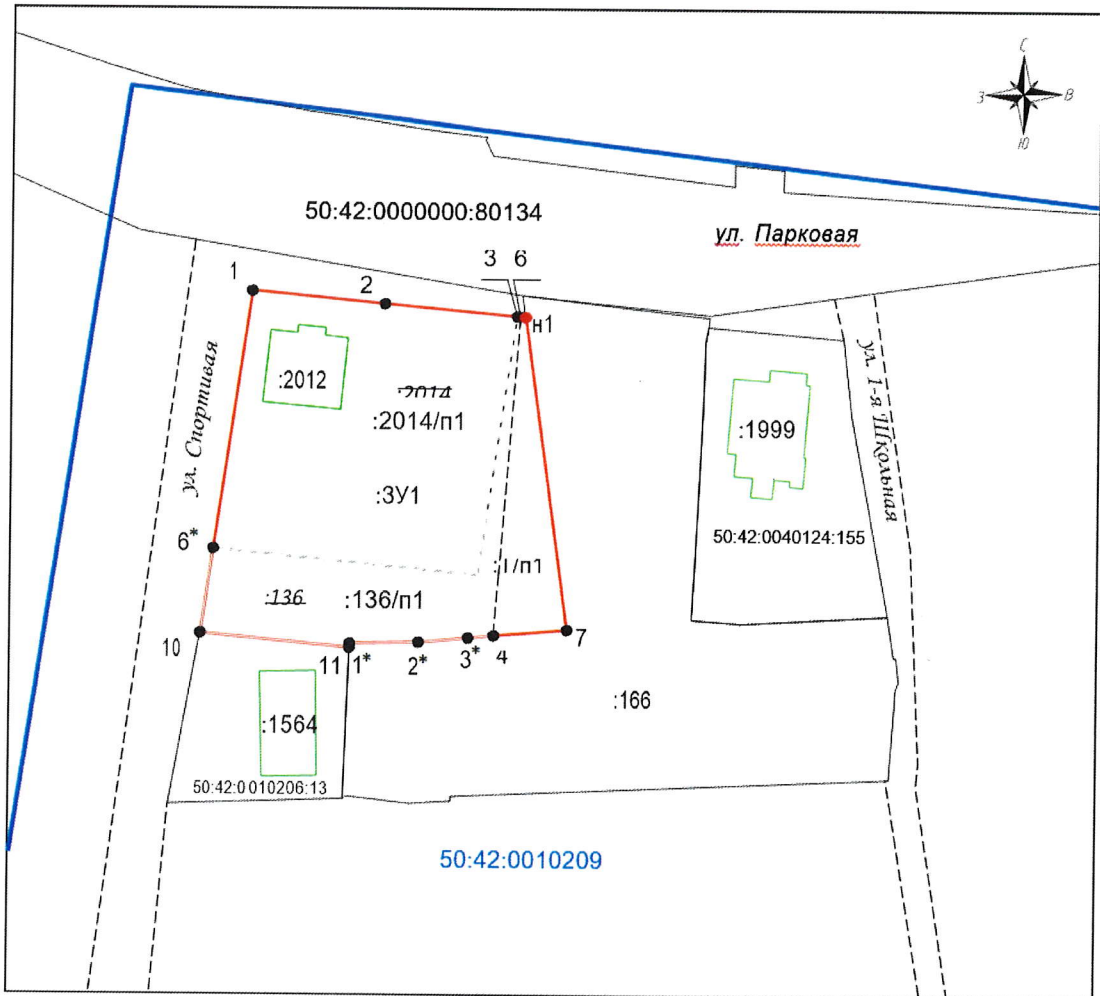 С
З В
Ю
50:42:0000000:80134
ул. Парковая
3 6
1
2
н1
ул. Спортивая
ул. 1-я Школьная
:2012
:2014
:2014/п1
:1999
:ЗУ1
50:42:0040124:155
6*
:1/п1
:136
:136/п1
10
11 1*
2*
3*
4
7
:166
:1564
50:42:0 010206:13
50:42:0010209